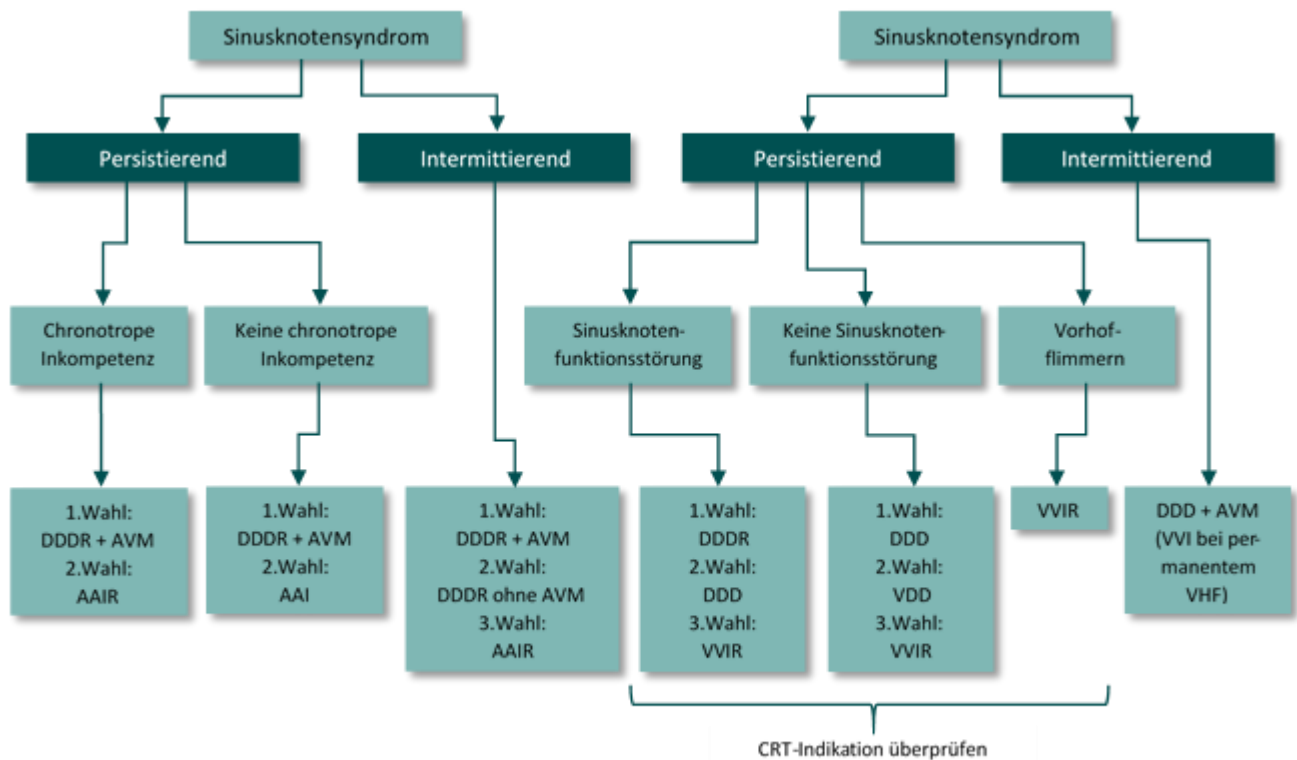 Sinusknotensyndrom
Sinusknotensyndrom
Persistierend
Intermittierend
Persistierend
Intermittierend
Chronotrope
Inkompetenz
Keine chronotrope
Inkompetenz
Sinusknoten-
funktionsstörung
Keine Sinusknoten-
funktionsstörung
Vorhof-
flimmern
1.Wahl:
DDDR + AVM
2.Wahl:
AAIR
1.Wahl:
DDDR + AVM
2.Wahl:
AAI
1.Wahl:
DDDR + AVM
2.Wahl:
DDDR ohne AVM
3.Wahl:
AAIR
1.Wahl:
DDDR
2.Wahl:
DDD
3.Wahl:
VVIR
1.Wahl:
DDD
2.Wahl:
VDD
3.Wahl:
VVIR
VVIR
DDD + AVM
(VVI bei per-
manentem
VHF)
CRT-Indikation überprüfen